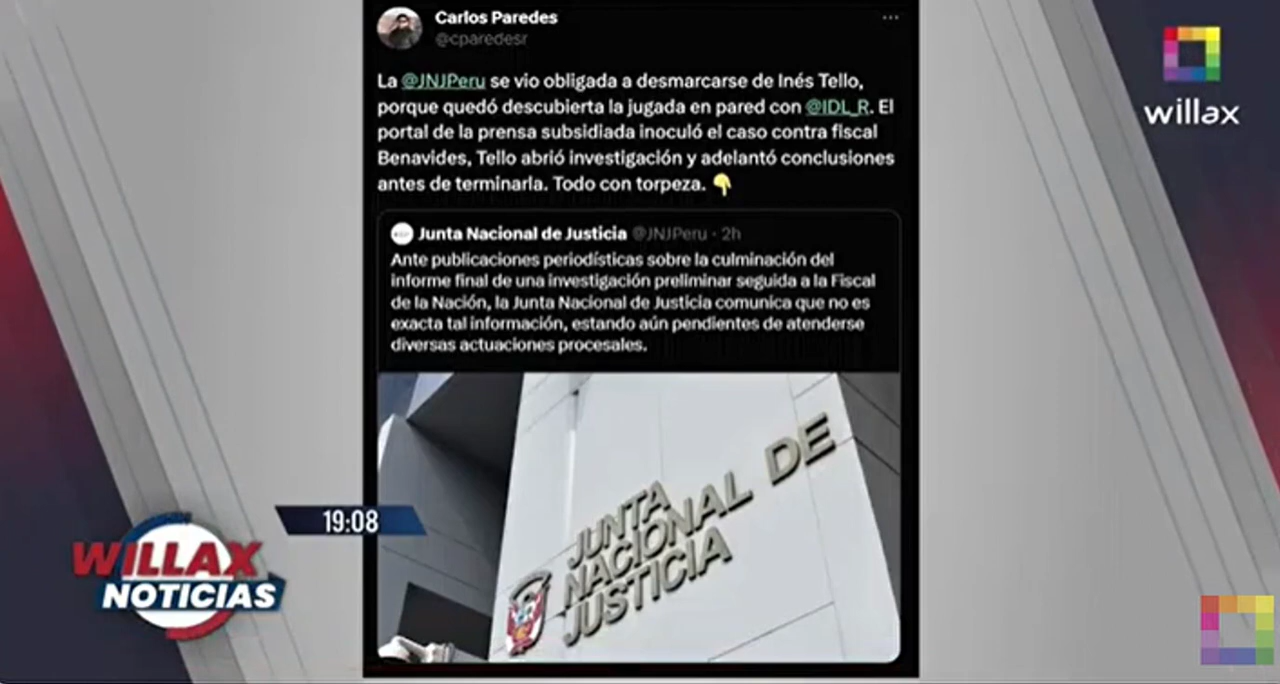 Carlos Paredes
@cparedesr
La @JNJPeru se vio obligada a desmarcarse de Inés Tello,
porque quedó descubierta la jugada en pared con @IDL_R. El
portal de la prensa subsidiada inoculó el caso contra fiscal
Benavides, Tello abrió investigación y adelantó conclusiones
antes de terminarla. Todo con torpeza. 👇
Junta Nacional de Justicia @JNJPeru · 2h
Ante publicaciones periodísticas sobre la culminación del
informe final de una investigación preliminar seguida a la Fiscal
de la Nación, la Junta Nacional de Justicia comunica que no es
exacta tal información, estando aún pendientes de atenderse
diversas actuaciones procesales.
JUNTA
NACIONAL DE
JUSTICIA
willax
19:08
WILLAX
NOTICIAS